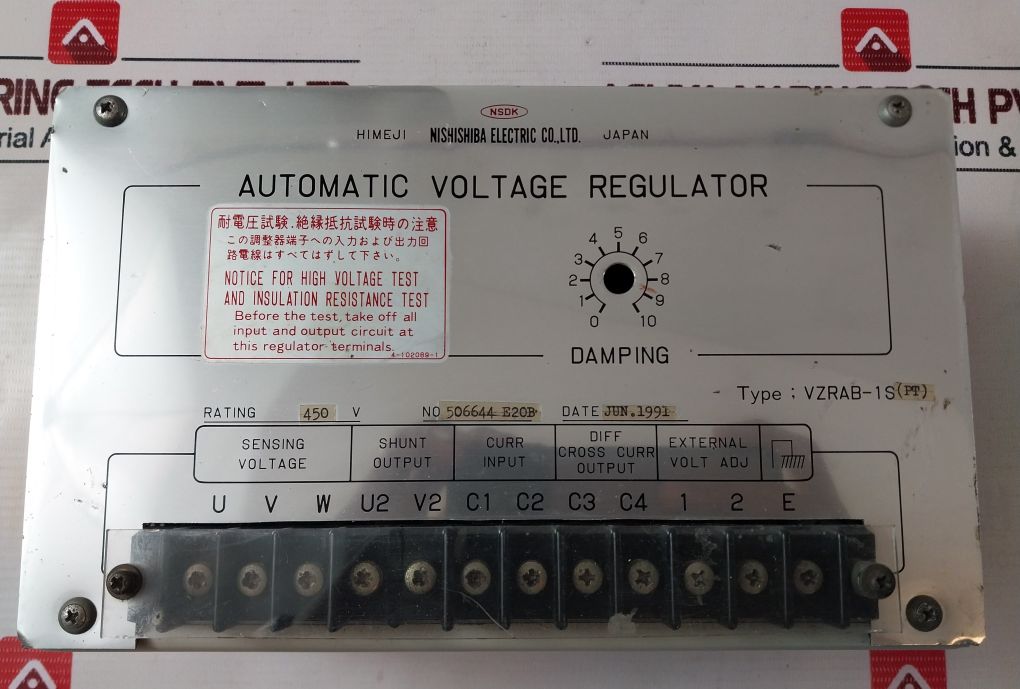 NSDK
HIMEJI NISHISHIBA ELECTRIC CO.,LTD. JAPAN
AUTOMATIC VOLTAGE REGULATOR
耐電圧試験.絶縁抵抗試験時の注意
この調整器端子への入力および出力回
路電線はすべてはずして下さい。
NOTICE FOR HIGH VOLTAGE TEST
AND INSULATION RESISTANCE TEST
Before the test, take off all
input and output circuit at
this regulator terminals.
4-102089-1
0 1 2 3 4 5 6 7 8 9 10
DAMPING
Type ; VZRAB-1S(PT)
RATING 450 V NO 506644 E20B DATE JUN.1991
SENSING VOLTAGE
SHUNT OUTPUT
CURR INPUT
DIFF CROSS CURR OUTPUT
EXTERNAL VOLT ADJ
U V W U2 V2 C1 C2 C3 C4 1 2 E